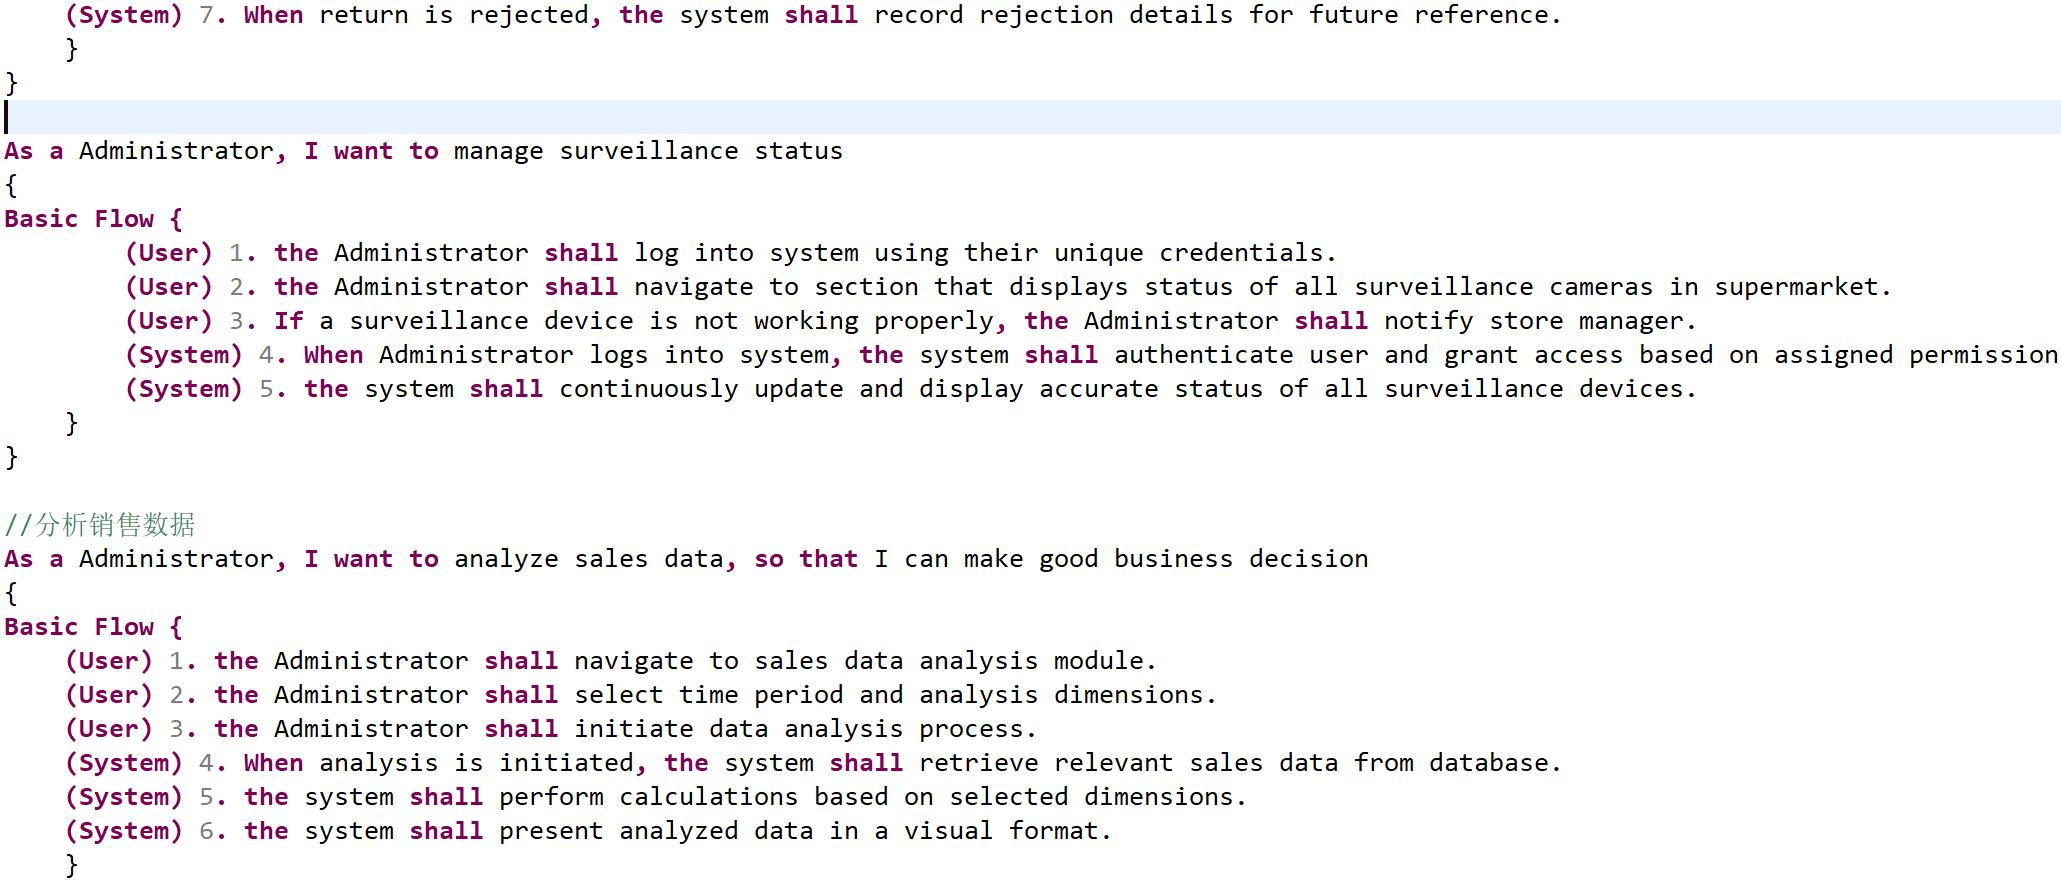 (System) 7. When return is rejected, the system shall record rejection details for future reference.
}
}
As a Administrator, I want to manage surveillance status
{
Basic Flow {
(User) 1. the Administrator shall log into system using their unique credentials.
(User) 2. the Administrator shall navigate to section that displays status of all surveillance cameras in supermarket.
(User) 3. If a surveillance device is not working properly, the Administrator shall notify store manager.
(System) 4. When Administrator logs into system, the system shall authenticate user and grant access based on assigned permission
(System) 5. the system shall continuously update and display accurate status of all surveillance devices.
}
}
//分析销售数据
As a Administrator, I want to analyze sales data, so that I can make good business decision
{
Basic Flow {
(User) 1. the Administrator shall navigate to sales data analysis module.
(User) 2. the Administrator shall select time period and analysis dimensions.
(User) 3. the Administrator shall initiate data analysis process.
(System) 4. When analysis is initiated, the system shall retrieve relevant sales data from database.
(System) 5. the system shall perform calculations based on selected dimensions.
(System) 6. the system shall present analyzed data in a visual format.
}